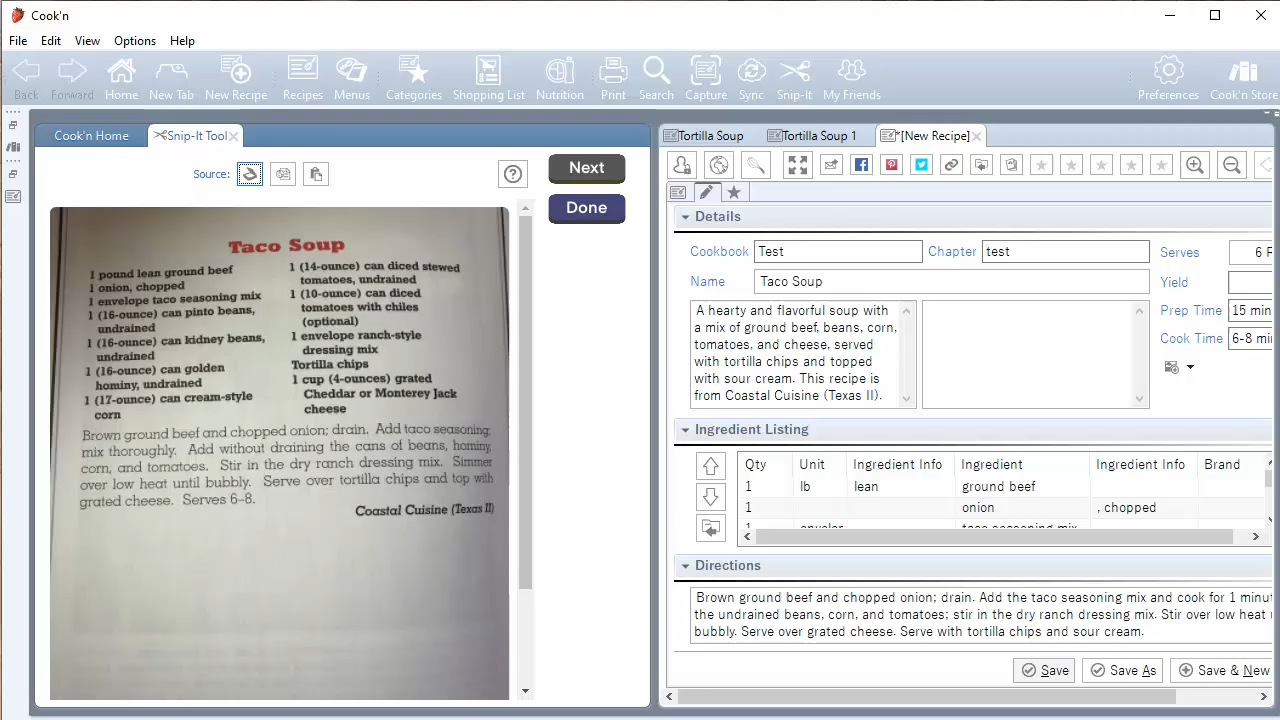 Cook'n
File Edit View Options Help
Back Forward Home New Tab New Recipe Recipes Menus Categories Shopping List Nutrition Print Search Capture Sync Snip-It My Friends Preferences Cook'n Store
Cook'n Home Snip-It Tool
Source:
Next
Done
Taco Soup
1 pound lean ground beef
1 onion, chopped
1 envelope taco seasoning mix
1 (16-ounce) can pinto beans,
undrained
1 (16-ounce) can kidney beans,
undrained
1 (16-ounce) can golden
hominy, undrained
1 (17-ounce) can cream-style
corn
1 (14-ounce) can diced stewed
tomatoes, undrained
1 (10-ounce) can diced
tomatoes with chiles
(optional)
1 envelope ranch-style
dressing mix
Tortilla chips
1 cup (4-ounces) grated
Cheddar or Monterey Jack
cheese
Brown ground beef and chopped onion; drain. Add taco seasoning
mix thoroughly. Add without draining the cans of beans, hominy,
corn, and tomatoes. Stir in the dry ranch dressing mix. Simmer
over low heat until bubbly. Serve over tortilla chips and top with
grated cheese. Serves 6–8.
Coastal Cuisine (Texas II)
Tortilla Soup Tortilla Soup 1 *[New Recipe]
Details
Cookbook Test Chapter test Serves 6
Name Taco Soup Yield
A hearty and flavorful soup with
a mix of ground beef, beans, corn,
tomatoes, and cheese, served
with tortilla chips and topped
with sour cream. This recipe is
from Coastal Cuisine (Texas II).
Prep Time 15 min
Cook Time 6-8
Ingredient Listing
Qty Unit Ingredient Info Ingredient Ingredient Info Brand
1 lb lean ground beef
1 onion , chopped
Directions
Brown ground beef and chopped onion; drain. Add the taco seasoning mix and cook for 1
the undrained beans, corn, and tomatoes; stir in the dry ranch dressing mix. Stir over low heat
bubbly. Serve over grated cheese. Serve with tortilla chips and sour cream.
Save Save As Save & New